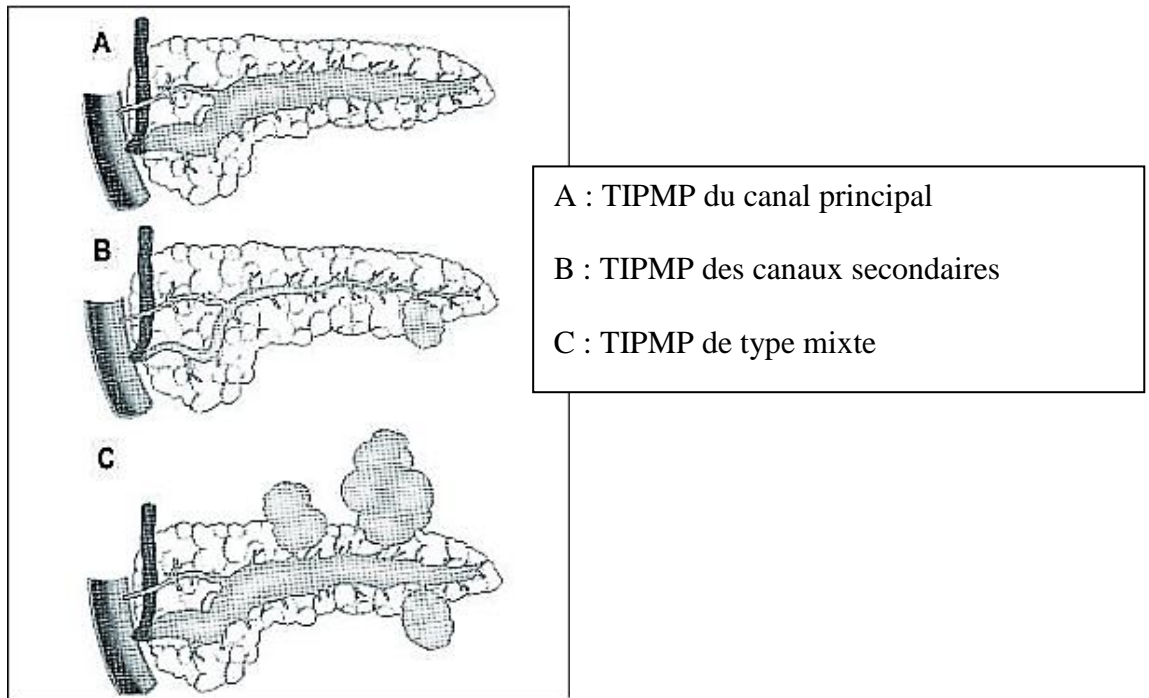 A
B
C
A : TIPMP du canal principal
B : TIPMP des canaux secondaires
C : TIPMP de type mixte